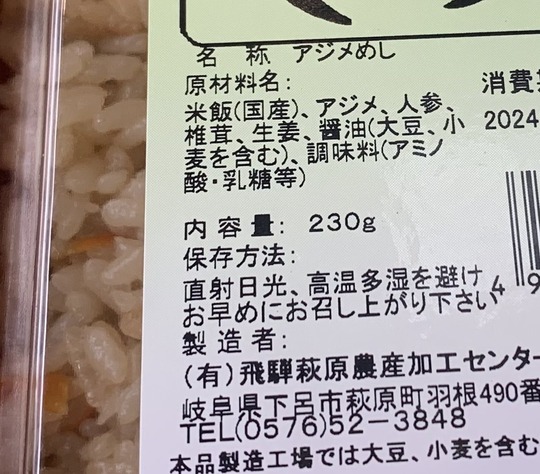 名 称 アジメめし
原材料名: 消費
米飯(国産)、アジメ、人参、
椎茸、生姜、醤油(大豆、小 2024
麦を含む)、調味料(アミノ
酸・乳糖等)
内容量: 230g
保存方法:
直射日光、高温多湿を避け
お早めにお召し上がり下さい 4 9
製造者:
(有)飛騨萩原農産加工センター
岐阜県下呂市萩原町羽根490番
TEL(0576)52-3848
本品製造工場では大豆、小麦を含む